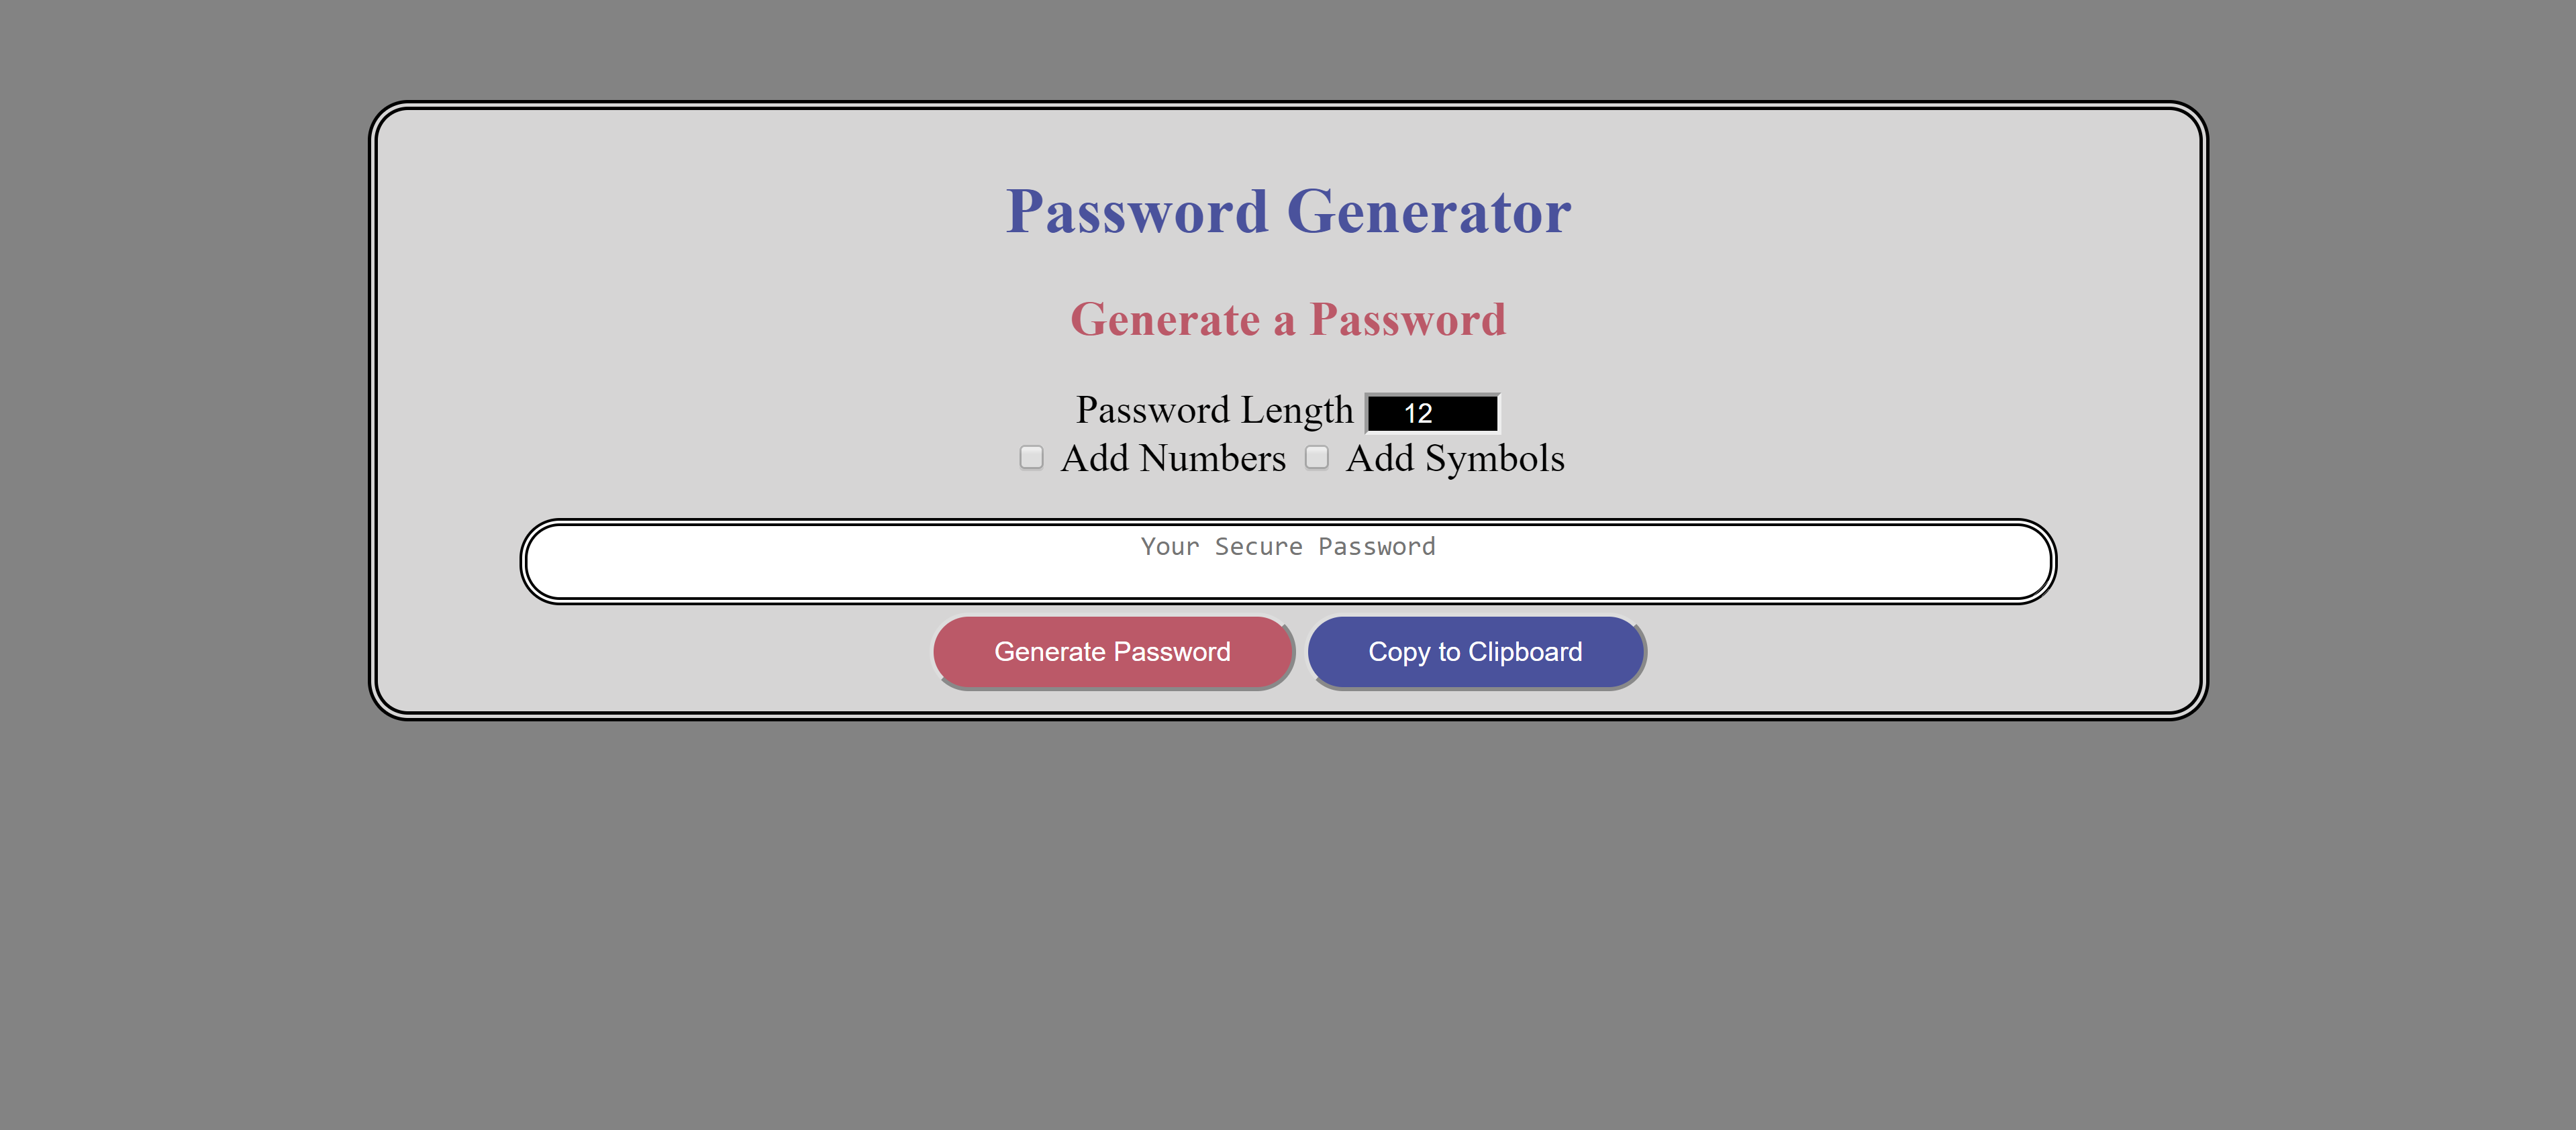 Password Generator
Generate a Password
Password Length 12
Add Numbers Add Symbols
Your Secure Password
Generate Password Copy to Clipboard